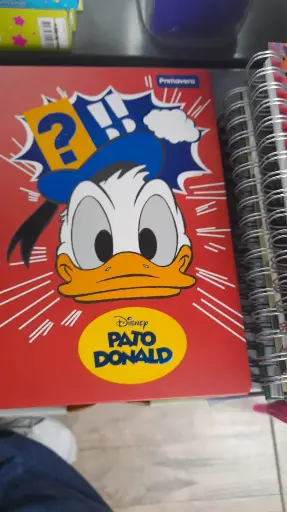 Primavera
?!!
Disney
PATO
DONALD